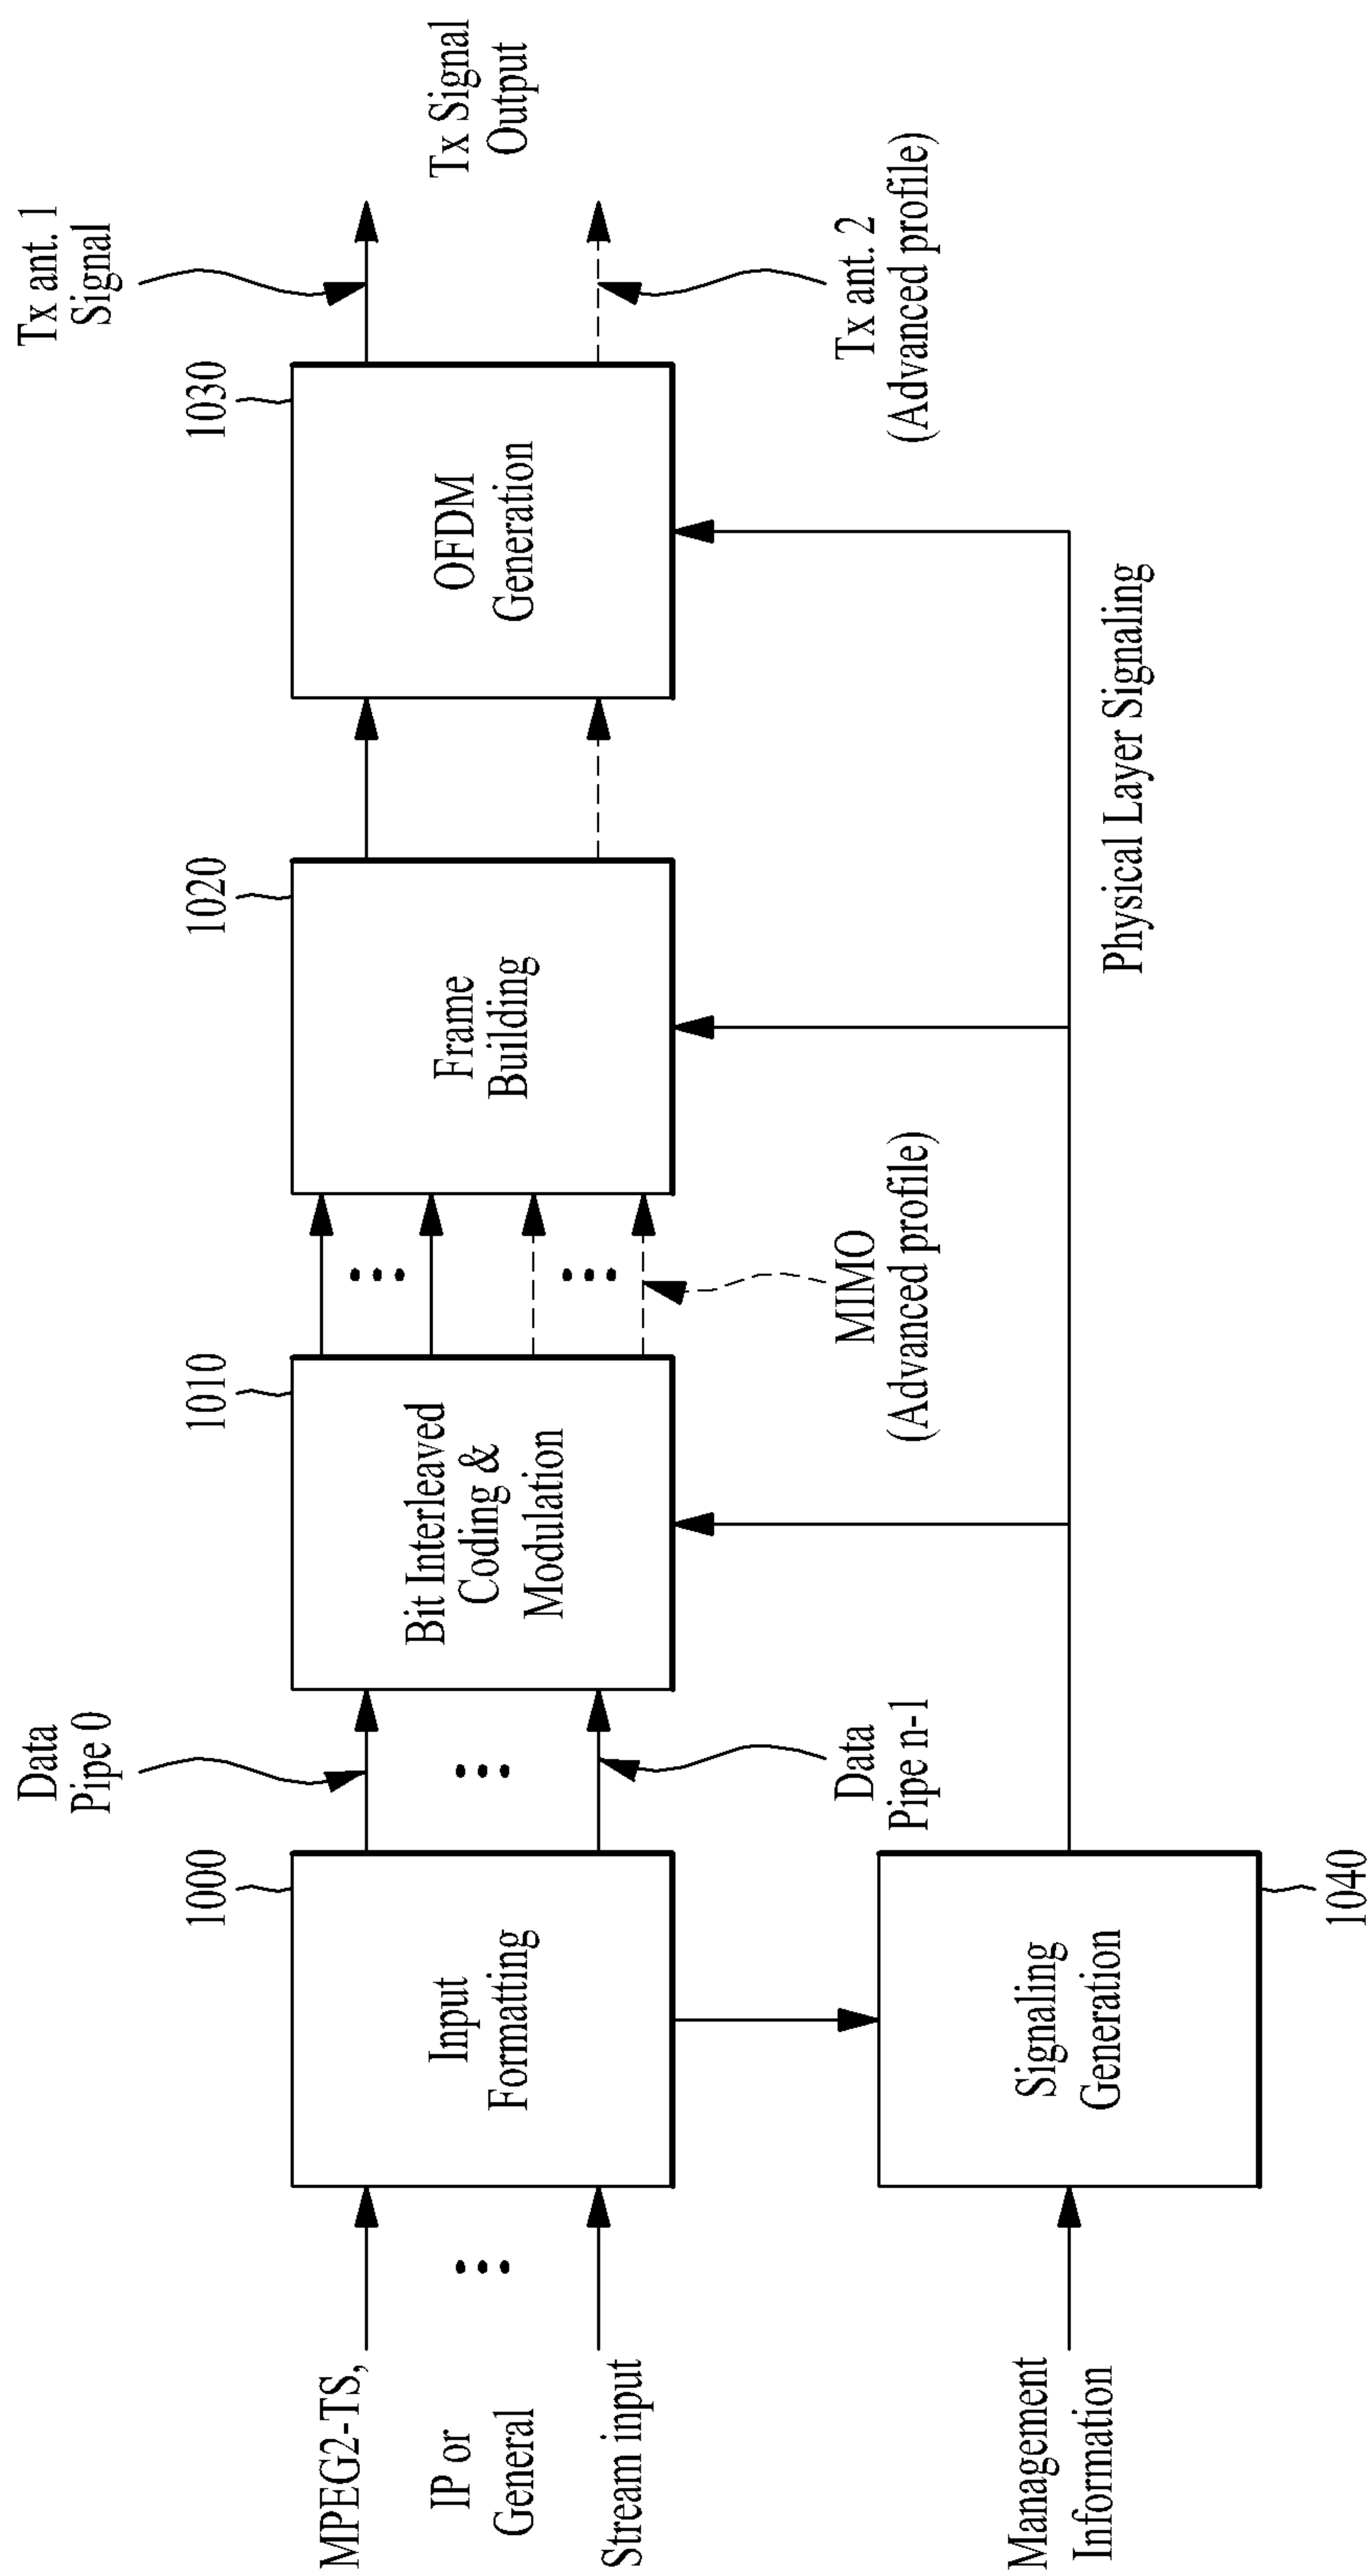 Tx ant. 1
Signal
Data
Pipe 0
1000
1010
1020
1030
MPEG2-TS,
IP or
General
Stream input
Input
Formatting
Bit Interleaved
Coding &
Modulation
Frame
Building
OFDM
Generation
Tx Signal
Output
Data
Pipe n-1
MIMO
(Advanced profile)
Tx ant. 2
(Advanced profile)
Management
Information
Signaling
Generation
Physical Layer Signaling
1040